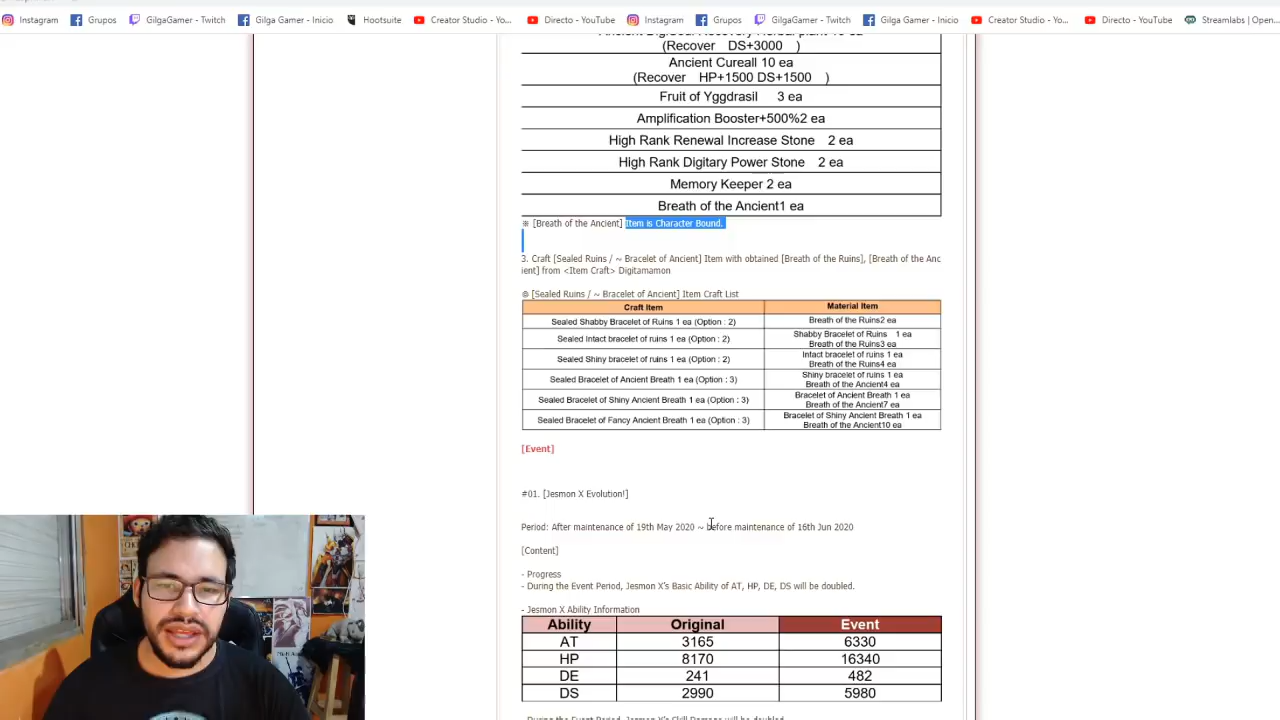 Instagram Grupos GilgaGamer - Twitch Gilga Gamer - Inicio Hootsuite Creator Studio - Yo... Directo - YouTube Instagram Grupos GilgaGamer - Twitch Gilga Gamer - Inicio Creator Studio - Yo... Directo - YouTube Streamlabs | Open...
(Recover DS+3000 )
Ancient Cureall 10 ea
(Recover HP+1500 DS+1500 )
Fruit of Yggdrasil 3 ea
Amplification Booster+500%2 ea
High Rank Renewal Increase Stone 2 ea
High Rank Digitary Power Stone 2 ea
Memory Keeper 2 ea
Breath of the Ancient1 ea
※ [Breath of the Ancient] Item is Character Bound.
3. Craft [Sealed Ruins / ~ Bracelet of Ancient] Item with obtained [Breath of the Ruins], [Breath of the Anc
ient] from <Item Craft> Digitamamon
◎ [Sealed Ruins / ~ Bracelet of Ancient] Item Craft List
Craft Item Material Item
Sealed Shabby Bracelet of Ruins 1 ea (Option : 2) Breath of the Ruins2 ea
Sealed Intact bracelet of ruins 1 ea (Option : 2) Shabby Bracelet of Ruins 1 ea
Breath of the Ruins3 ea
Sealed Shiny bracelet of ruins 1 ea (Option : 2) Intact bracelet of ruins 1 ea
Breath of the Ruins4 ea
Sealed Bracelet of Ancient Breath 1 ea (Option : 3) Shiny bracelet of ruins 1 ea
Breath of the Ancient4 ea
Sealed Bracelet of Shiny Ancient Breath 1 ea (Option : 3) Bracelet of Ancient Breath 1 ea
Breath of the Ancient7 ea
Sealed Bracelet of Fancy Ancient Breath 1 ea (Option : 3) Bracelet of Shiny Ancient Breath 1 ea
Breath of the Ancient10 ea
[Event]
#01. [Jesmon X Evolution!]
Period: After maintenance of 19th May 2020 ~ before maintenance of 16th Jun 2020
[Content]
- Progress
- During the Event Period, Jesmon X's Basic Ability of AT, HP, DE, DS will be doubled.
- Jesmon X Ability Information
Ability Original Event
AT 3165 6330
HP 8170 16340
DE 241 482
DS 2990 5980